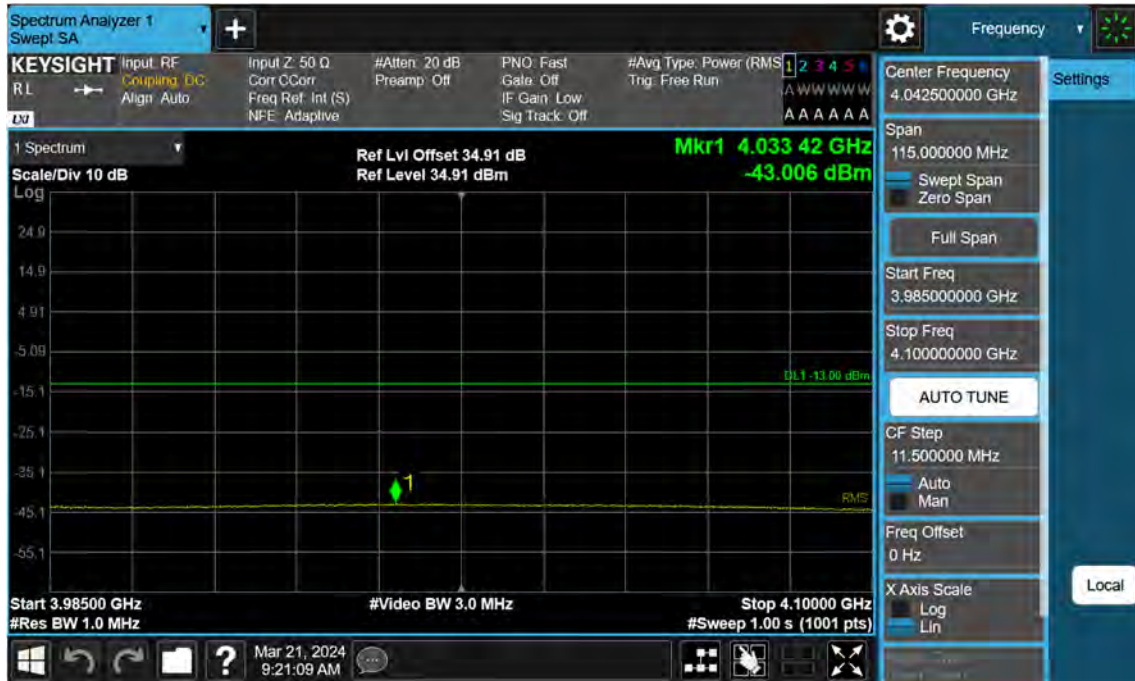 Spectrum Analyzer 1
Swept SA
Frequency
KEYSIGHT
RL
LXI
Input: RF
Coupling: DC
Align: Auto
Input Z: 50 Ω
Corr CCorr
Freq Ref: Int (S)
NFE: Adaptive
#Atten: 20 dB
Preamp: Off
PNO: Fast
Gate: Off
IF Gain: Low
Sig Track: Off
#Avg Type: Power (RMS
Trig: Free Run
1 2 3 4 5 6
A W W W W W
A A A A A A
1 Spectrum
Scale/Div 10 dB
Ref Lvl Offset 34.91 dB
Ref Level 34.91 dBm
Mkr1 4.033 42 GHz
-43.006 dBm
Log
24.9
14.9
4.91
-5.09
DL1 -13.00 dBm
-15.1
-25.1
-35.1
1
RMS
-45.1
-55.1
Start 3.98500 GHz
#Video BW 3.0 MHz
Stop 4.10000 GHz
#Res BW 1.0 MHz
#Sweep 1.00 s (1001 pts)
Mar 21, 2024
9:21:09 AM
?
Center Frequency
4.042500000 GHz
Settings
Span
115.000000 MHz
Swept Span
Zero Span
Full Span
Start Freq
3.985000000 GHz
Stop Freq
4.100000000 GHz
AUTO TUNE
CF Step
11.500000 MHz
Auto
Man
Freq Offset
0 Hz
X Axis Scale
Log
Lin
Local